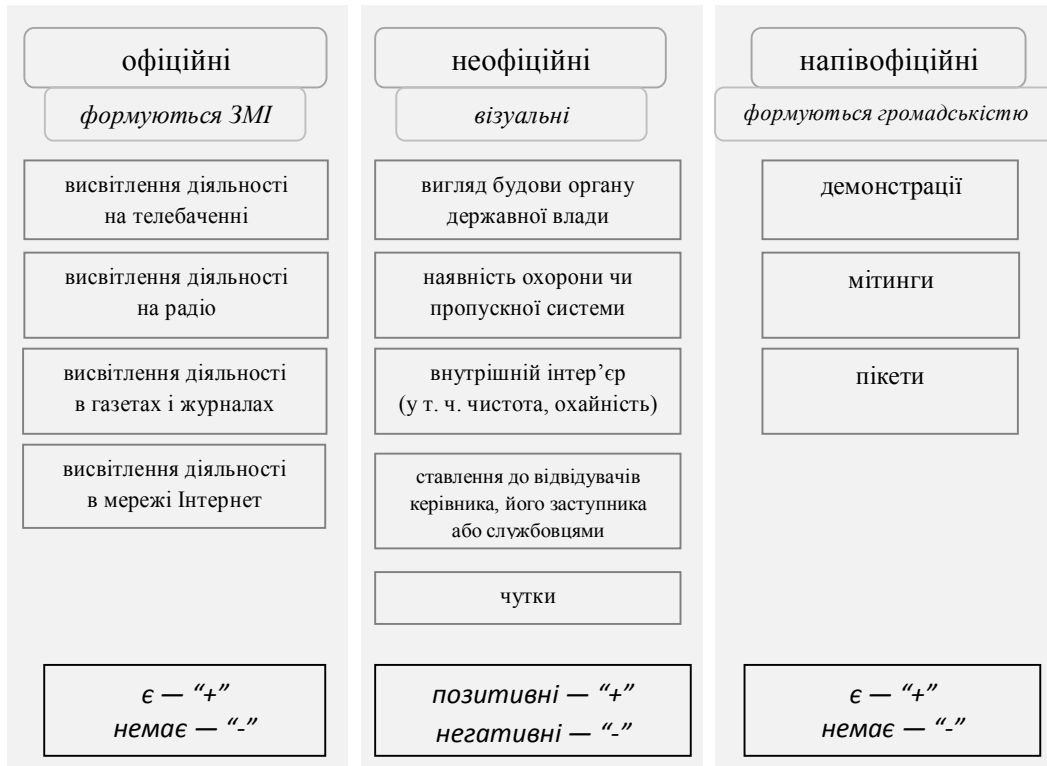 офіційні
формуються ЗМІ
висвітлення діяльності
на телебаченні
висвітлення діяльності
на радіо
висвітлення діяльності
в газетах і журналах
висвітлення діяльності
в мережі Інтернет
є — “+”
немає — “-”
неофіційні
візуальні
вигляд будови органу
державної влади
наявність охорони чи
пропускної системи
внутрішній інтер’єр
(у т. ч. чистота, охайність)
ставлення до відвідувачів
керівника, його заступника
або службовцями
чутки
позитивні — “+”
негативні — “-”
напівофіційні
формуються громадськістю
демонстрації
мітинги
пікети
є — “+”
немає — “-”